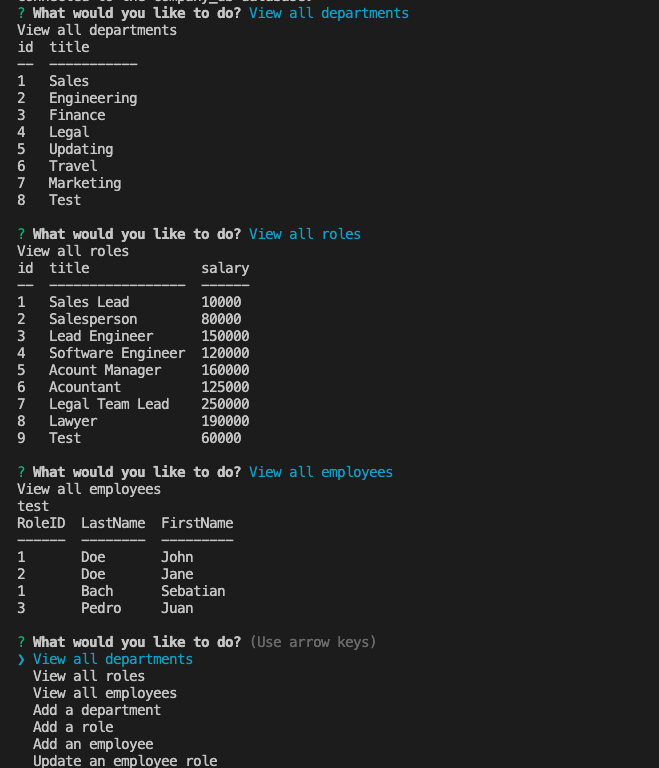 Connected to the company_db database.
? What would you like to do? View all departments
View all departments
id  title
--  -----------
1   Sales
2   Engineering
3   Finance
4   Legal
5   Updating
6   Travel
7   Marketing
8   Test
? What would you like to do? View all roles
View all roles
id  title              salary
--  -----------------  ------
1   Sales Lead         10000
2   Salesperson        80000
3   Lead Engineer      150000
4   Software Engineer  120000
5   Acount Manager     160000
6   Acountant          125000
7   Legal Team Lead    250000
8   Lawyer             190000
9   Test               60000
? What would you like to do? View all employees
View all employees
test
RoleID  LastName  FirstName
------  --------  ---------
1       Doe       John
2       Doe       Jane
1       Bach      Sebatian
3       Pedro     Juan
? What would you like to do? (Use arrow keys)
❯ View all departments
  View all roles
  View all employees
  Add a department
  Add a role
  Add an employee
  Update an employee role